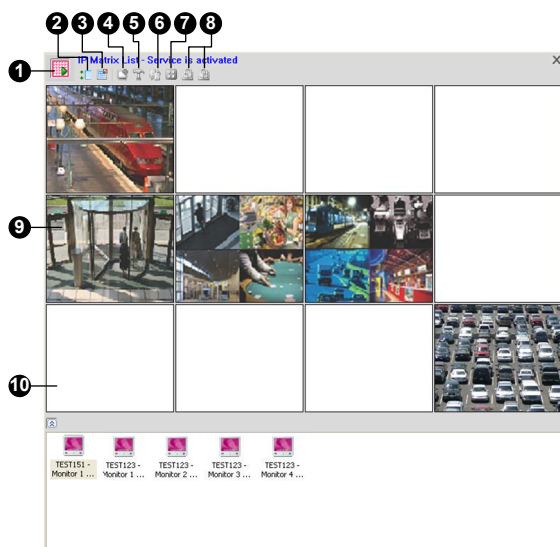 2 3 4 5 6 7 8
IP Matrix List - Service is activated
1
9
10
TEST151 - Monitor 1 ...
TEST123 - Monitor 1 ...
TEST123 - Monitor 2 ...
TEST123 - Monitor 3 ...
TEST123 - Monitor 4 ...